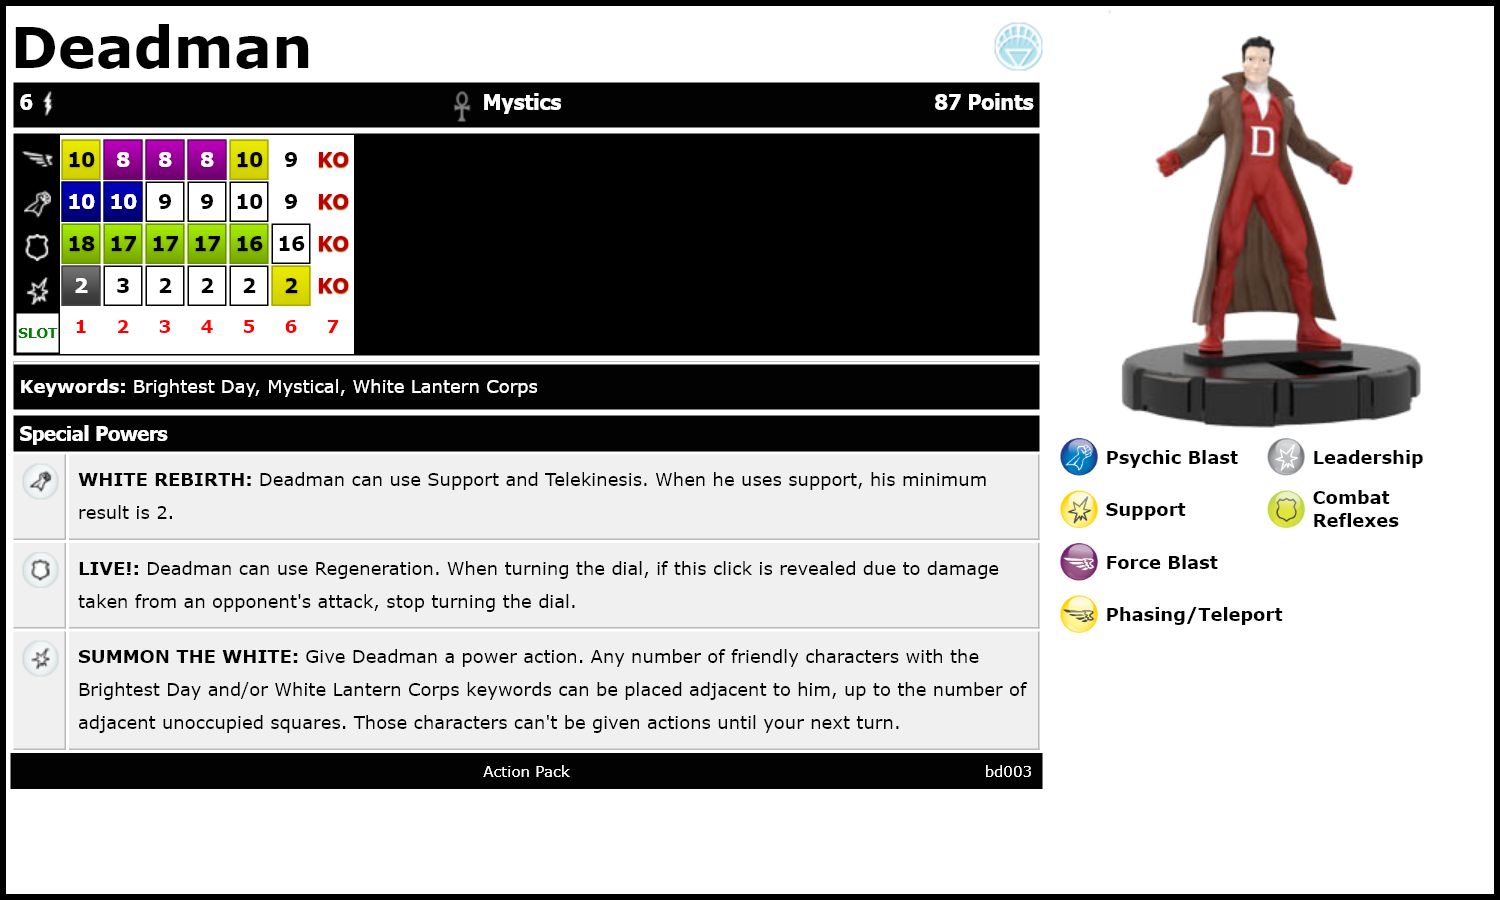 Deadman
6 Mystics 87 Points
10 8 8 8 10 9 KO
10 10 9 9 10 9 KO
18 17 17 17 16 16 KO
2 3 2 2 2 2 KO
SLOT 1 2 3 4 5 6 7
Keywords: Brightest Day, Mystical, White Lantern Corps
Special Powers
WHITE REBIRTH: Deadman can use Support and Telekinesis. When he uses support, his minimum
result is 2.
LIVE!: Deadman can use Regeneration. When turning the dial, if this click is revealed due to damage
taken from an opponent's attack, stop turning the dial.
SUMMON THE WHITE: Give Deadman a power action. Any number of friendly characters with the
Brightest Day and/or White Lantern Corps keywords can be placed adjacent to him, up to the number of
adjacent unoccupied squares. Those characters can't be given actions until your next turn.
Action Pack bd003
D
Psychic Blast
Leadership
Support
Combat
Reflexes
Force Blast
Phasing/Teleport